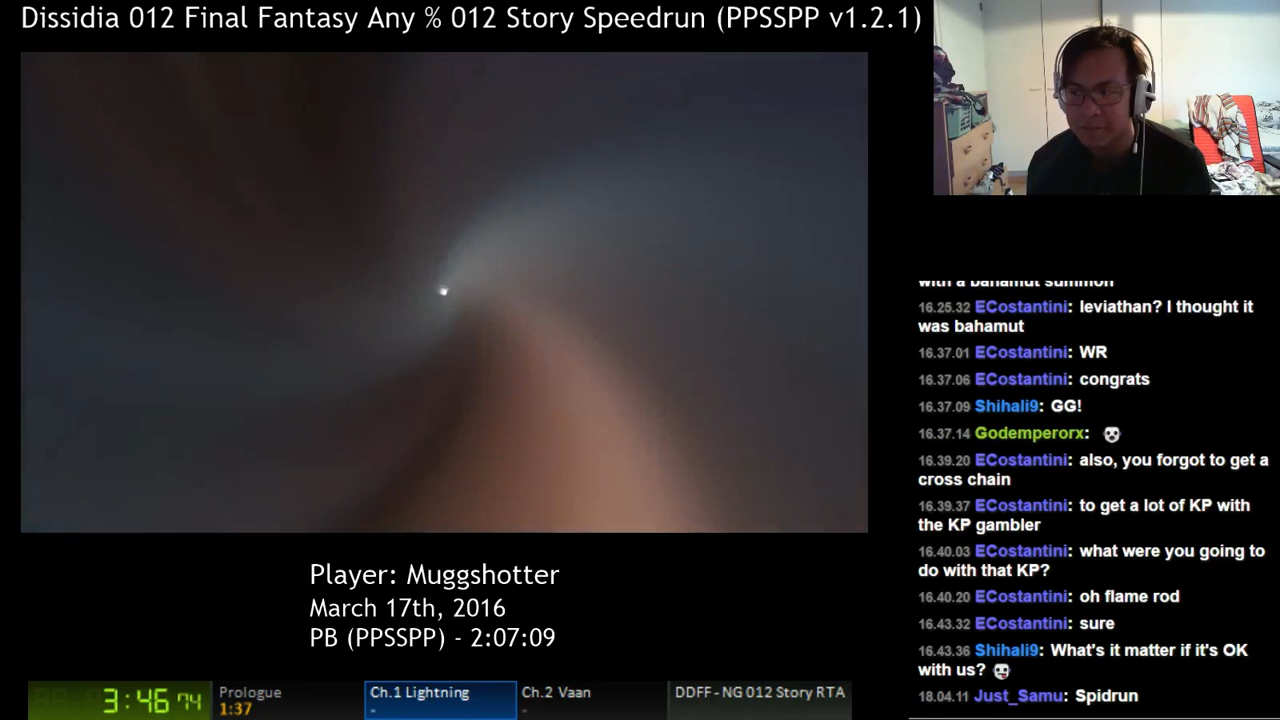 Dissidia 012 Final Fantasy Any % 012 Story Speedrun (PPSSPP v1.2.1)
with a bahamut summon
16.25.32 ECostantini: leviathan? I thought it
was bahamut
16.37.01 ECostantini: WR
16.37.06 ECostantini: congrats
16.37.09 Shihali9: GG!
16.37.14 Godemperorx:
16.39.20 ECostantini: also, you forgot to get a
cross chain
16.39.37 ECostantini: to get a lot of KP with
the KP gambler
16.40.03 ECostantini: what were you going to
do with that KP?
16.40.20 ECostantini: oh flame rod
16.43.32 ECostantini: sure
16.43.36 Shihali9: What's it matter if it's OK
with us?
18.04.11 Just_Samu: Spidrun
Player: Muggshotter
March 17th, 2016
PB (PPSSPP) - 2:07:09
3:46 74
Prologue
1:37
Ch.1 Lightning
-
Ch.2 Vaan
-
DDFF - NG 012 Story RTA